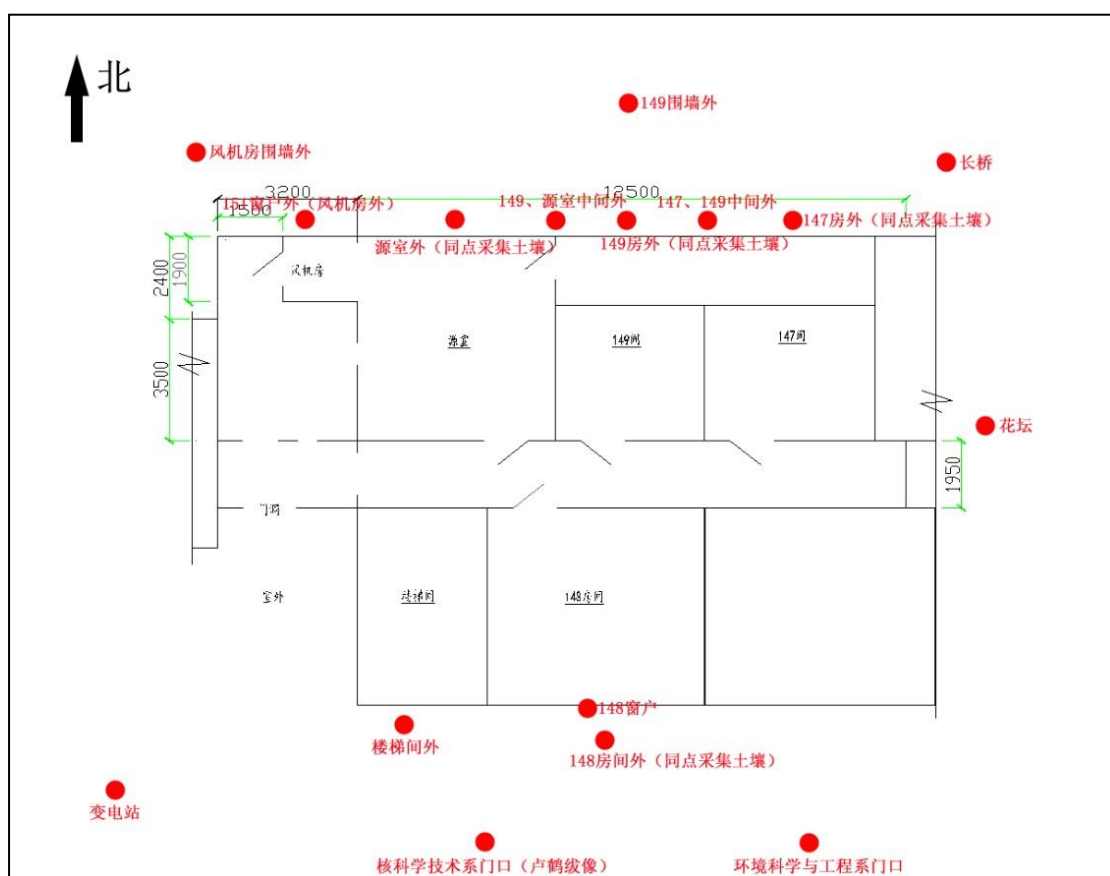 北
149围墙外
风机房围墙外
长桥
3200
12500
151窗户外（风机房外）
149、源室中间外
147、149中间外
1500
源室外（同点采集土壤）
149房外（同点采集土壤）
147房外（同点采集土壤）
2400
1900
风机房
源室
149间
147间
3500
花坛
1950
门洞
室外
楼梯间
148房间
148窗户
楼梯间外
148房间外（同点采集土壤）
变电站
核科学技术系门口（卢鹤绂像）
环境科学与工程系门口